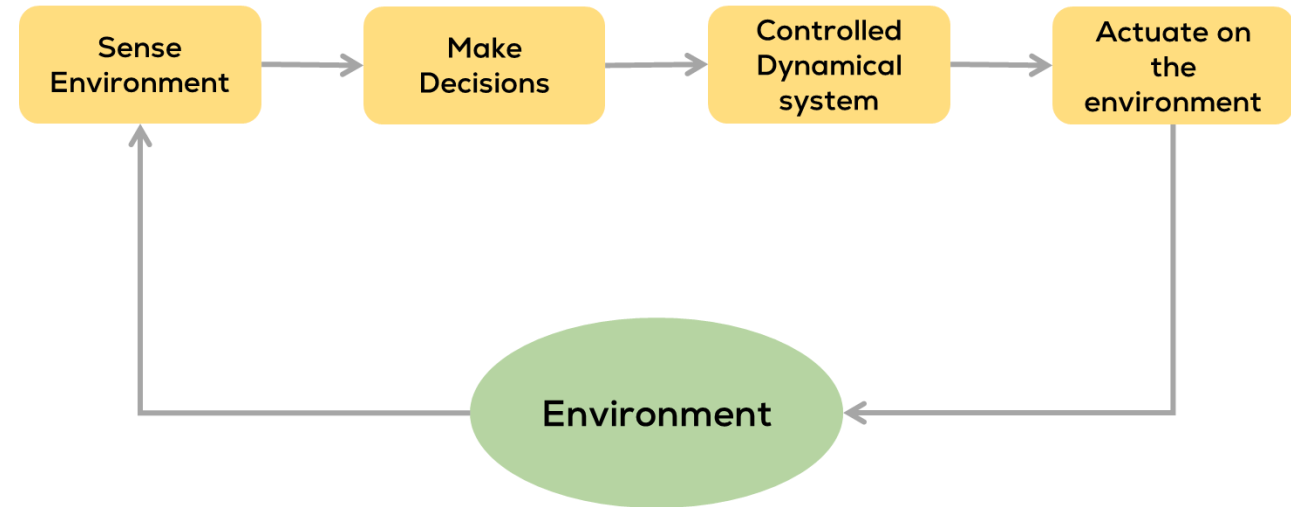 Sense
Environment
Make
Decisions
Controlled
Dynamical
system
Actuate on
the
environment
Environment